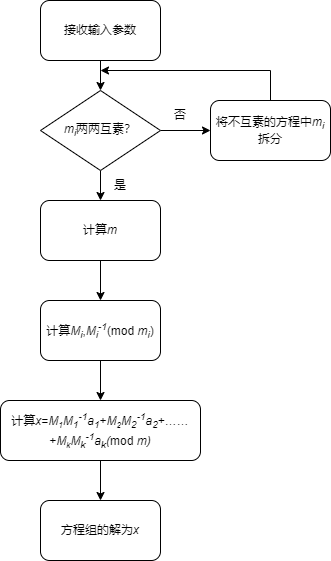 接收输入参数
mᵢ两两互素?
否
将不互素的方程中mᵢ
拆分
是
计算m
计算Mᵢ,Mᵢ⁻¹(mod mᵢ)
计算x=M₁M₁⁻¹a₁+M₂M₂⁻¹a₂+……
+MₖMₖ⁻¹aₖ(mod m)
方程组的解为x